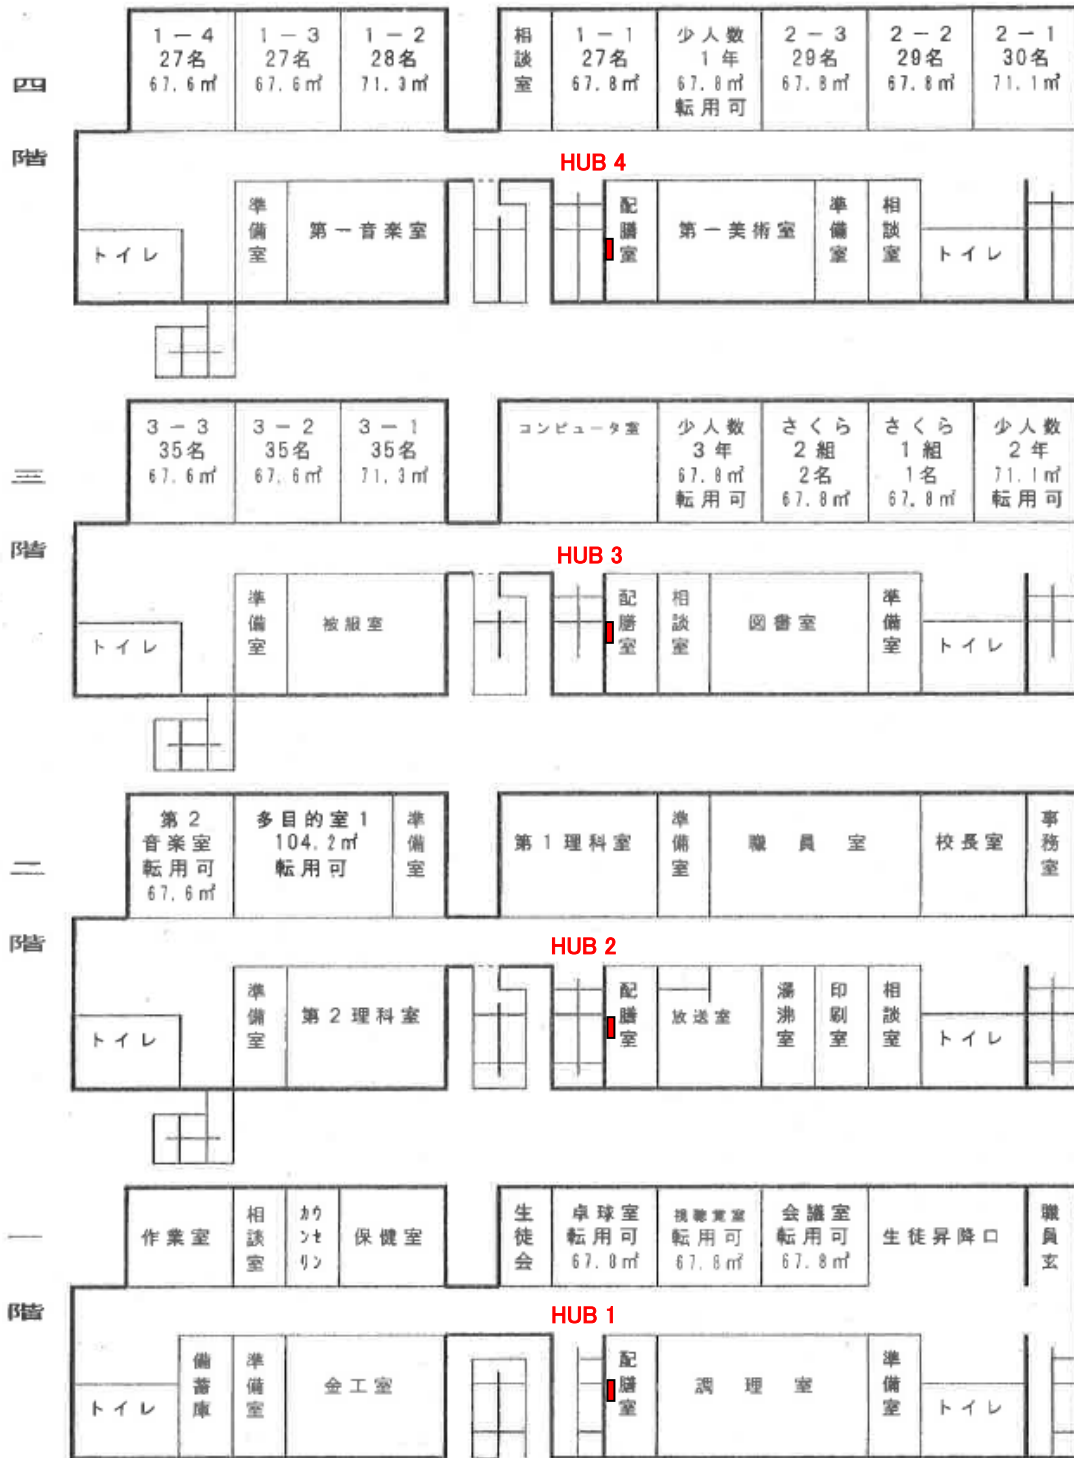 四階
1－4
27名
67.6㎡
1－3
27名
67.6㎡
1－2
28名
71.3㎡
相談室
1－1
27名
67.8㎡
少人数
1年
67.8㎡
転用可
2－3
29名
67.8㎡
2－2
29名
67.8㎡
2－1
30名
71.1㎡
HUB 4
トイレ
準備室
第一音楽室
配膳室
第一美術室
準備室
相談室
トイレ
三階
3－3
35名
67.6㎡
3－2
35名
67.6㎡
3－1
35名
71.3㎡
コンピュータ室
少人数
3年
67.8㎡
転用可
さくら
2組
2名
67.8㎡
さくら
1組
1名
67.8㎡
少人数
2年
71.1㎡
転用可
HUB 3
トイレ
準備室
被服室
配膳室
相談室
図書室
準備室
トイレ
二階
第2
音楽室
転用可
67.6㎡
多目的室1
104.2㎡
転用可
準備室
第1理科室
準備室
職員室
校長室
事務室
HUB 2
トイレ
準備室
第2理科室
配膳室
放送室
湯沸室
印刷室
相談室
トイレ
一階
作業室
相談室
カウンセリン
保健室
生徒会
卓球室
転用可
67.8㎡
視聴覚室
転用可
67.8㎡
会議室
転用可
67.8㎡
生徒昇降口
職員玄
HUB 1
トイレ
備蓄庫
準備室
金工室
配膳室
調理室
準備室
トイレ